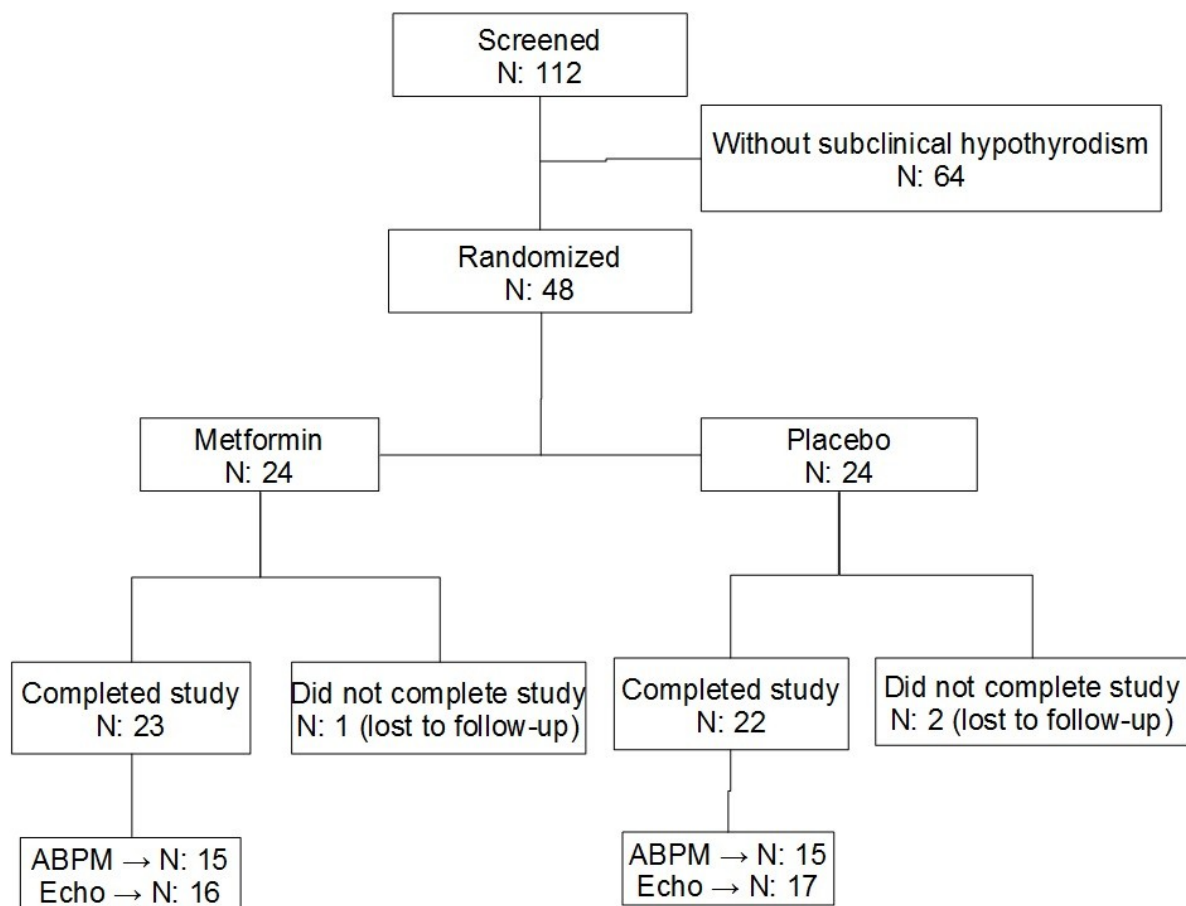 Screened
N: 112
Without subclinical hypothyrodism
N: 64
Randomized
N: 48
Metformin
N: 24
Placebo
N: 24
Completed study
N: 23
Did not complete study
N: 1 (lost to follow-up)
Completed study
N: 22
Did not complete study
N: 2 (lost to follow-up)
ABPM → N: 15
Echo → N: 16
ABPM → N: 15
Echo → N: 17